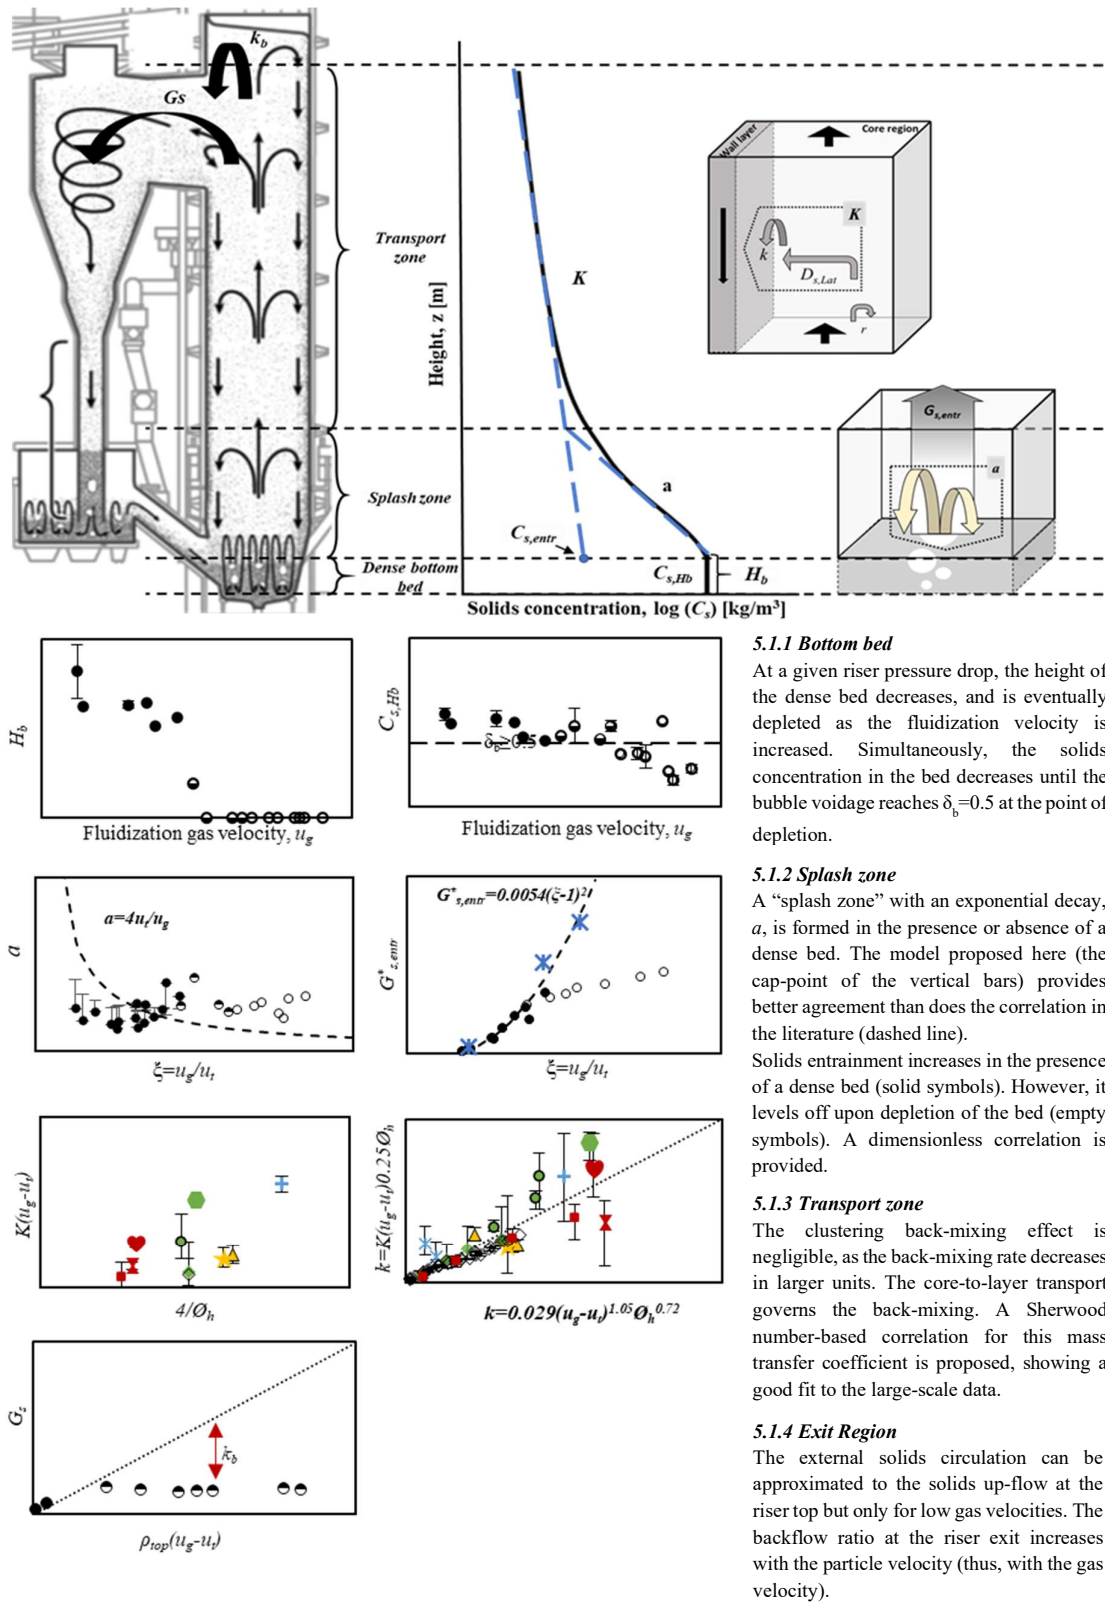 k_b
Gs
Transport
zone
Splash zone
Dense bottom
bed
Height, z [m]
K
a
C_{s,entr}
C_{s,Hb}
H_b
Solids concentration, log (C_s) [kg/m³]
Wall layer
Core region
K
k
D_{s,Lat}
r
G_{s,entr}
a
H_b
Fluidization gas velocity, u_g
C_{s,Hb}
δ_b≥0.5
Fluidization gas velocity, u_g
5.1.1 Bottom bed
At a given riser pressure drop, the height of
the dense bed decreases, and is eventually
depleted as the fluidization velocity is
increased. Simultaneously, the solids
concentration in the bed decreases until the
bubble voidage reaches δ_b=0.5 at the point of
depletion.
a
a=4u_t/u_g
ξ=u_g/u_t
G*_{s,entr}
G*_{s,entr}=0.0054(ξ-1)²
ξ=u_g/u_t
5.1.2 Splash zone
A “splash zone” with an exponential decay,
a, is formed in the presence or absence of a
dense bed. The model proposed here (the
cap-point of the vertical bars) provides
better agreement than does the correlation in
the literature (dashed line).
Solids entrainment increases in the presence
of a dense bed (solid symbols). However, it
levels off upon depletion of the bed (empty
symbols). A dimensionless correlation is
provided.
K(u_g-u_t)
4/Ø_h
k=K(u_g-u_t)0.25Ø_h
k=0.029(u_g-u_t)^{1.05}Ø_h^{0.72}
5.1.3 Transport zone
The clustering back-mixing effect is
negligible, as the back-mixing rate decreases
in larger units. The core-to-layer transport
governs the back-mixing. A Sherwood
number-based correlation for this mass
transfer coefficient is proposed, showing a
good fit to the large-scale data.
G_s
k_b
ρ_{top}(u_g-u_t)
5.1.4 Exit Region
The external solids circulation can be
approximated to the solids up-flow at the
riser top but only for low gas velocities. The
backflow ratio at the riser exit increases
with the particle velocity (thus, with the gas
velocity).